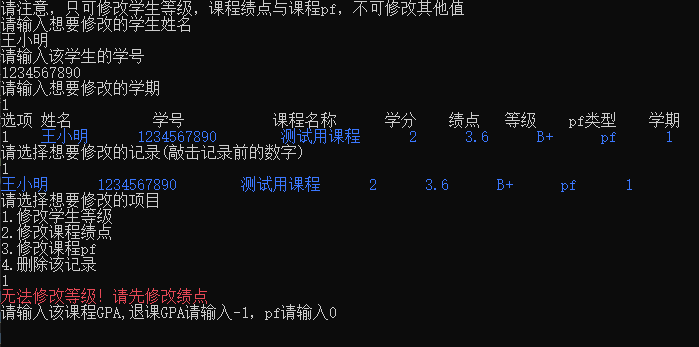 请注意，只可修改学生等级，课程绩点与课程pf，不可修改其他值
请输入想要修改的学生姓名
王小明
请输入该学生的学号
1234567890
请输入想要修改的学期
1
选项 姓名 学号 课程名称 学分 绩点 等级 pf类型 学期
1 王小明 1234567890 测试用课程 2 3.6 B+ pf 1
请选择想要修改的记录(敲击记录前的数字)
1
王小明 1234567890 测试用课程 2 3.6 B+ pf 1
请选择想要修改的项目
1.修改学生等级
2.修改课程绩点
3.修改课程pf
4.删除该记录
1
无法修改等级！请先修改绩点
请输入该课程GPA,退课GPA请输入-1，pf请输入0